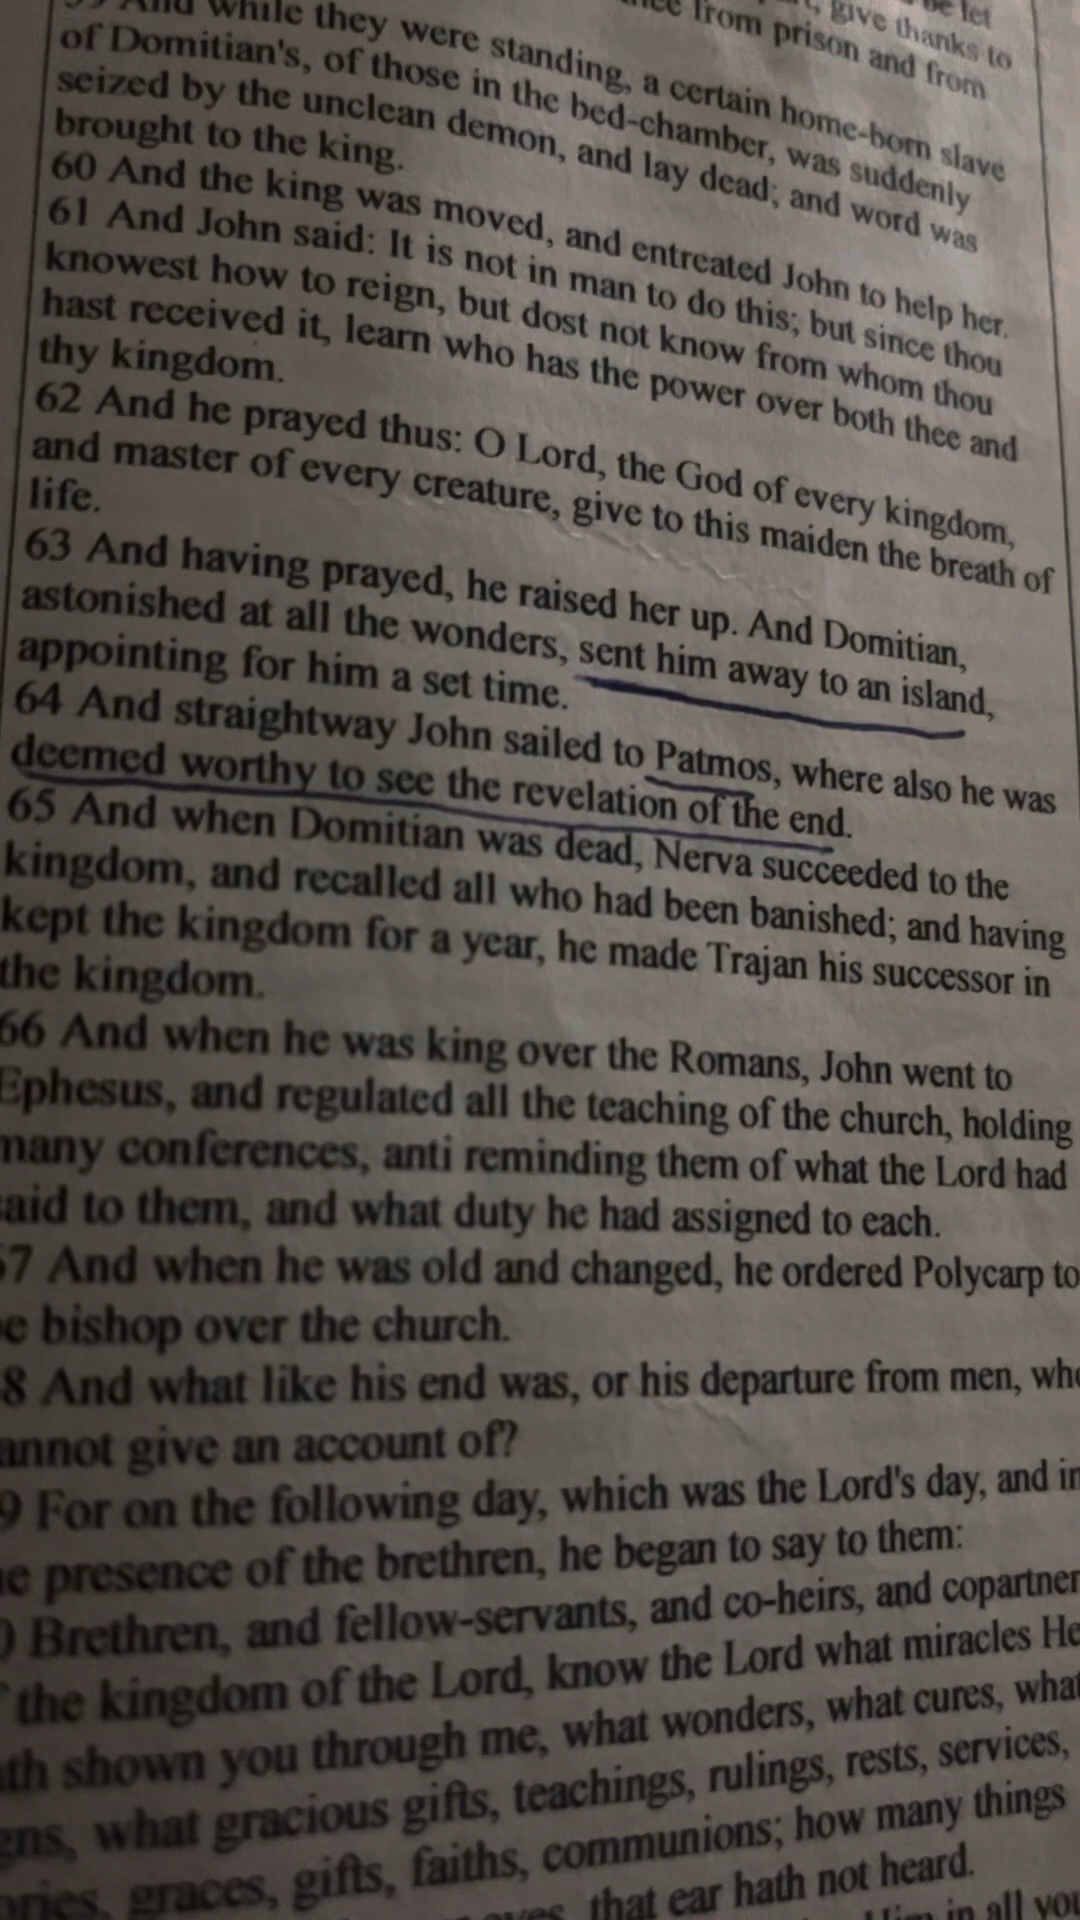 give thanks to
from prison and from
And while they were standing, a certain home-born slave
of Domitian's, of those in the bed-chamber, was suddenly
seized by the unclean demon, and lay dead; and word was
brought to the king.
60 And the king was moved, and entreated John to help her.
61 And John said: It is not in man to do this; but since thou
knowest how to reign, but dost not know from whom thou
hast received it, learn who has the power over both thee and
thy kingdom.
62 And he prayed thus: O Lord, the God of every kingdom,
and master of every creature, give to this maiden the breath of
life.
63 And having prayed, he raised her up. And Domitian,
astonished at all the wonders, sent him away to an island,
appointing for him a set time.
64 And straightway John sailed to Patmos, where also he was
deemed worthy to see the revelation of the end.
65 And when Domitian was dead, Nerva succeeded to the
kingdom, and recalled all who had been banished; and having
kept the kingdom for a year, he made Trajan his successor in
the kingdom.
66 And when he was king over the Romans, John went to
Ephesus, and regulated all the teaching of the church, holding
many conferences, anti reminding them of what the Lord had
said to them, and what duty he had assigned to each.
67 And when he was old and changed, he ordered Polycarp to
be bishop over the church.
8 And what like his end was, or his departure from men, who
cannot give an account of?
9 For on the following day, which was the Lord's day, and in
the presence of the brethren, he began to say to them:
Brethren, and fellow-servants, and co-heirs, and copartner
the kingdom of the Lord, know the Lord what miracles He
hath shown you through me, what wonders, what cures, what
signs, what gracious gifts, teachings, rulings, rests, services,
graces, gifts, faiths, communions; how many things
eyes, that ear hath not heard.
in all you